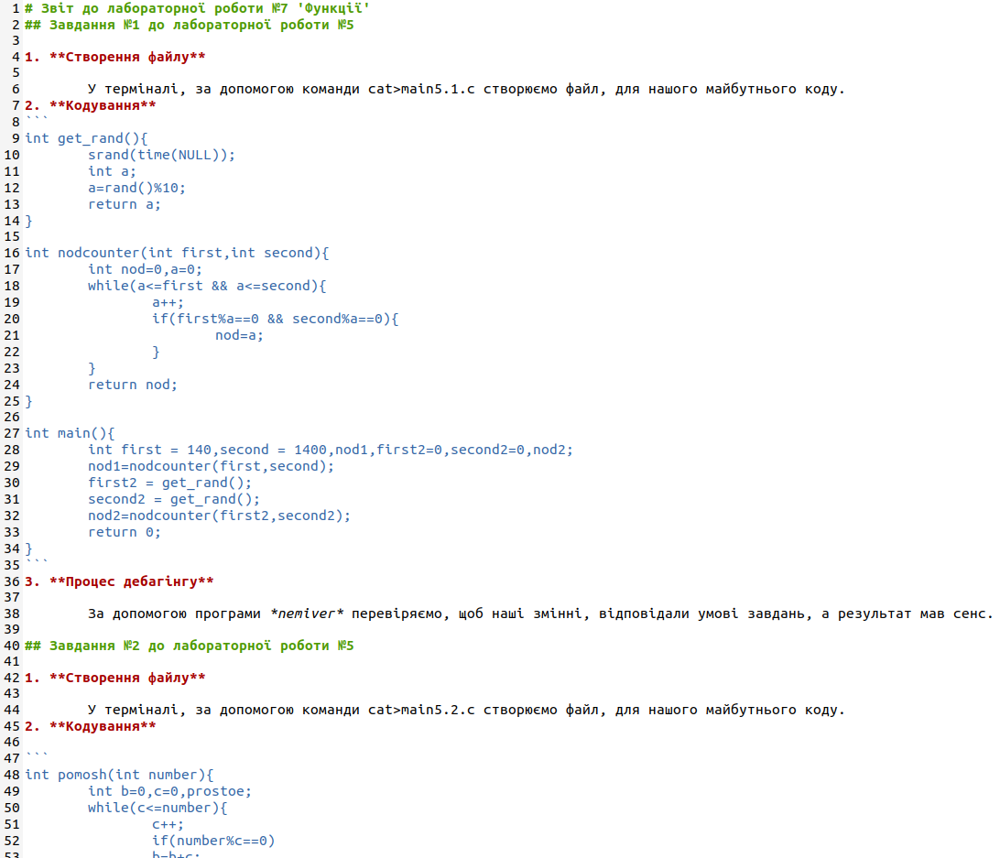 1 # Звіт до лабораторної роботи №7 'Функції'
2 ## Завдання №1 до лабораторної роботи №5
3
4 1. **Створення файлу**
5
6 У терміналі, за допомогою команди cat>main5.1.c створюємо файл, для нашого майбутнього коду.
7 2. **Кодування**
8 ```
9 int get_rand(){
10 srand(time(NULL));
11 int a;
12 a=rand()%10;
13 return a;
14 }
15
16 int nodcounter(int first,int second){
17 int nod=0,a=0;
18 while(a<=first && a<=second){
19 a++;
20 if(first%a==0 && second%a==0){
21 nod=a;
22 }
23 }
24 return nod;
25 }
26
27 int main(){
28 int first = 140,second = 1400,nod1,first2=0,second2=0,nod2;
29 nod1=nodcounter(first,second);
30 first2 = get_rand();
31 second2 = get_rand();
32 nod2=nodcounter(first2,second2);
33 return 0;
34 }
35 ```
36 3. **Процес дебагінгу**
37
38 За допомогою програми *nemiver* перевіряємо, щоб наші змінні, відповідали умові завдань, а результат мав сенс.
39
40 ## Завдання №2 до лабораторної роботи №5
41
42 1. **Створення файлу**
43
44 У терміналі, за допомогою команди cat>main5.2.c створюємо файл, для нашого майбутнього коду.
45 2. **Кодування**
46
47 ```
48 int pomosh(int number){
49 int b=0,c=0,prostoe;
50 while(c<=number){
51 c++;
52 if(number%c==0)
53 b=b+c;